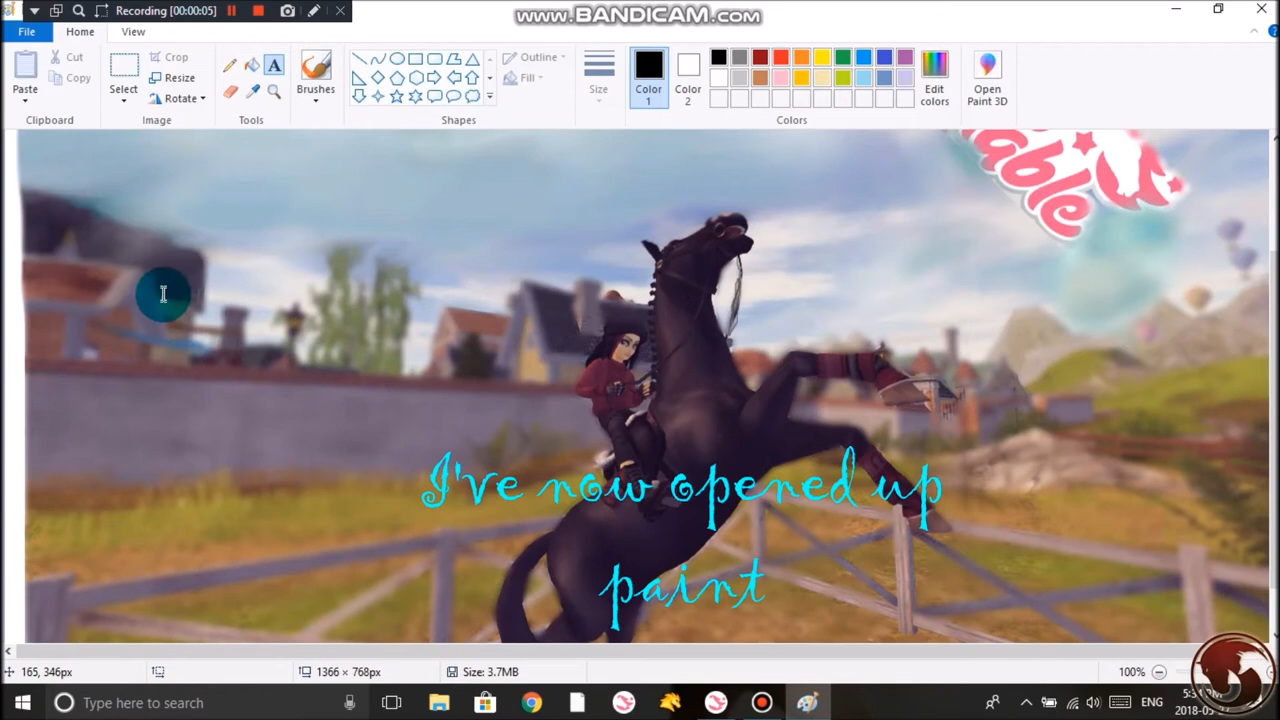 Recording [00:00:05]
www.BANDICAM.com
File
Home
View
Paste
Cut
Copy
Clipboard
Select
Crop
Resize
Rotate
Image
A
Tools
Brushes
Outline
Fill
Shapes
Size
Color 1
Color 2
Edit colors
Colors
Open Paint 3D
able
I've now opened up
paint
165, 346px
1366 × 768px
Size: 3.7MB
100%
Type here to search
ENG